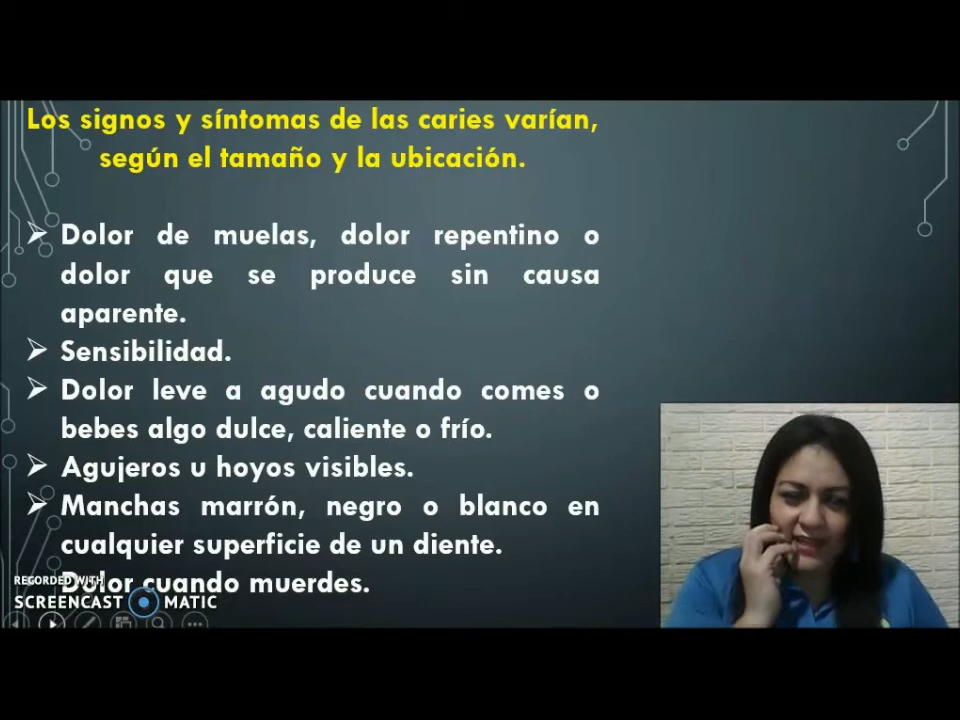 Los signos y síntomas de las caries varían,
según el tamaño y la ubicación.
Dolor de muelas, dolor repentino o
dolor que se produce sin causa
aparente.
Sensibilidad.
Dolor leve a agudo cuando comes o
bebes algo dulce, caliente o frío.
Agujeros u hoyos visibles.
Manchas marrón, negro o blanco en
cualquier superficie de un diente.
Dolor cuando muerdes.
RECORDED WITH
SCREENCAST MATIC